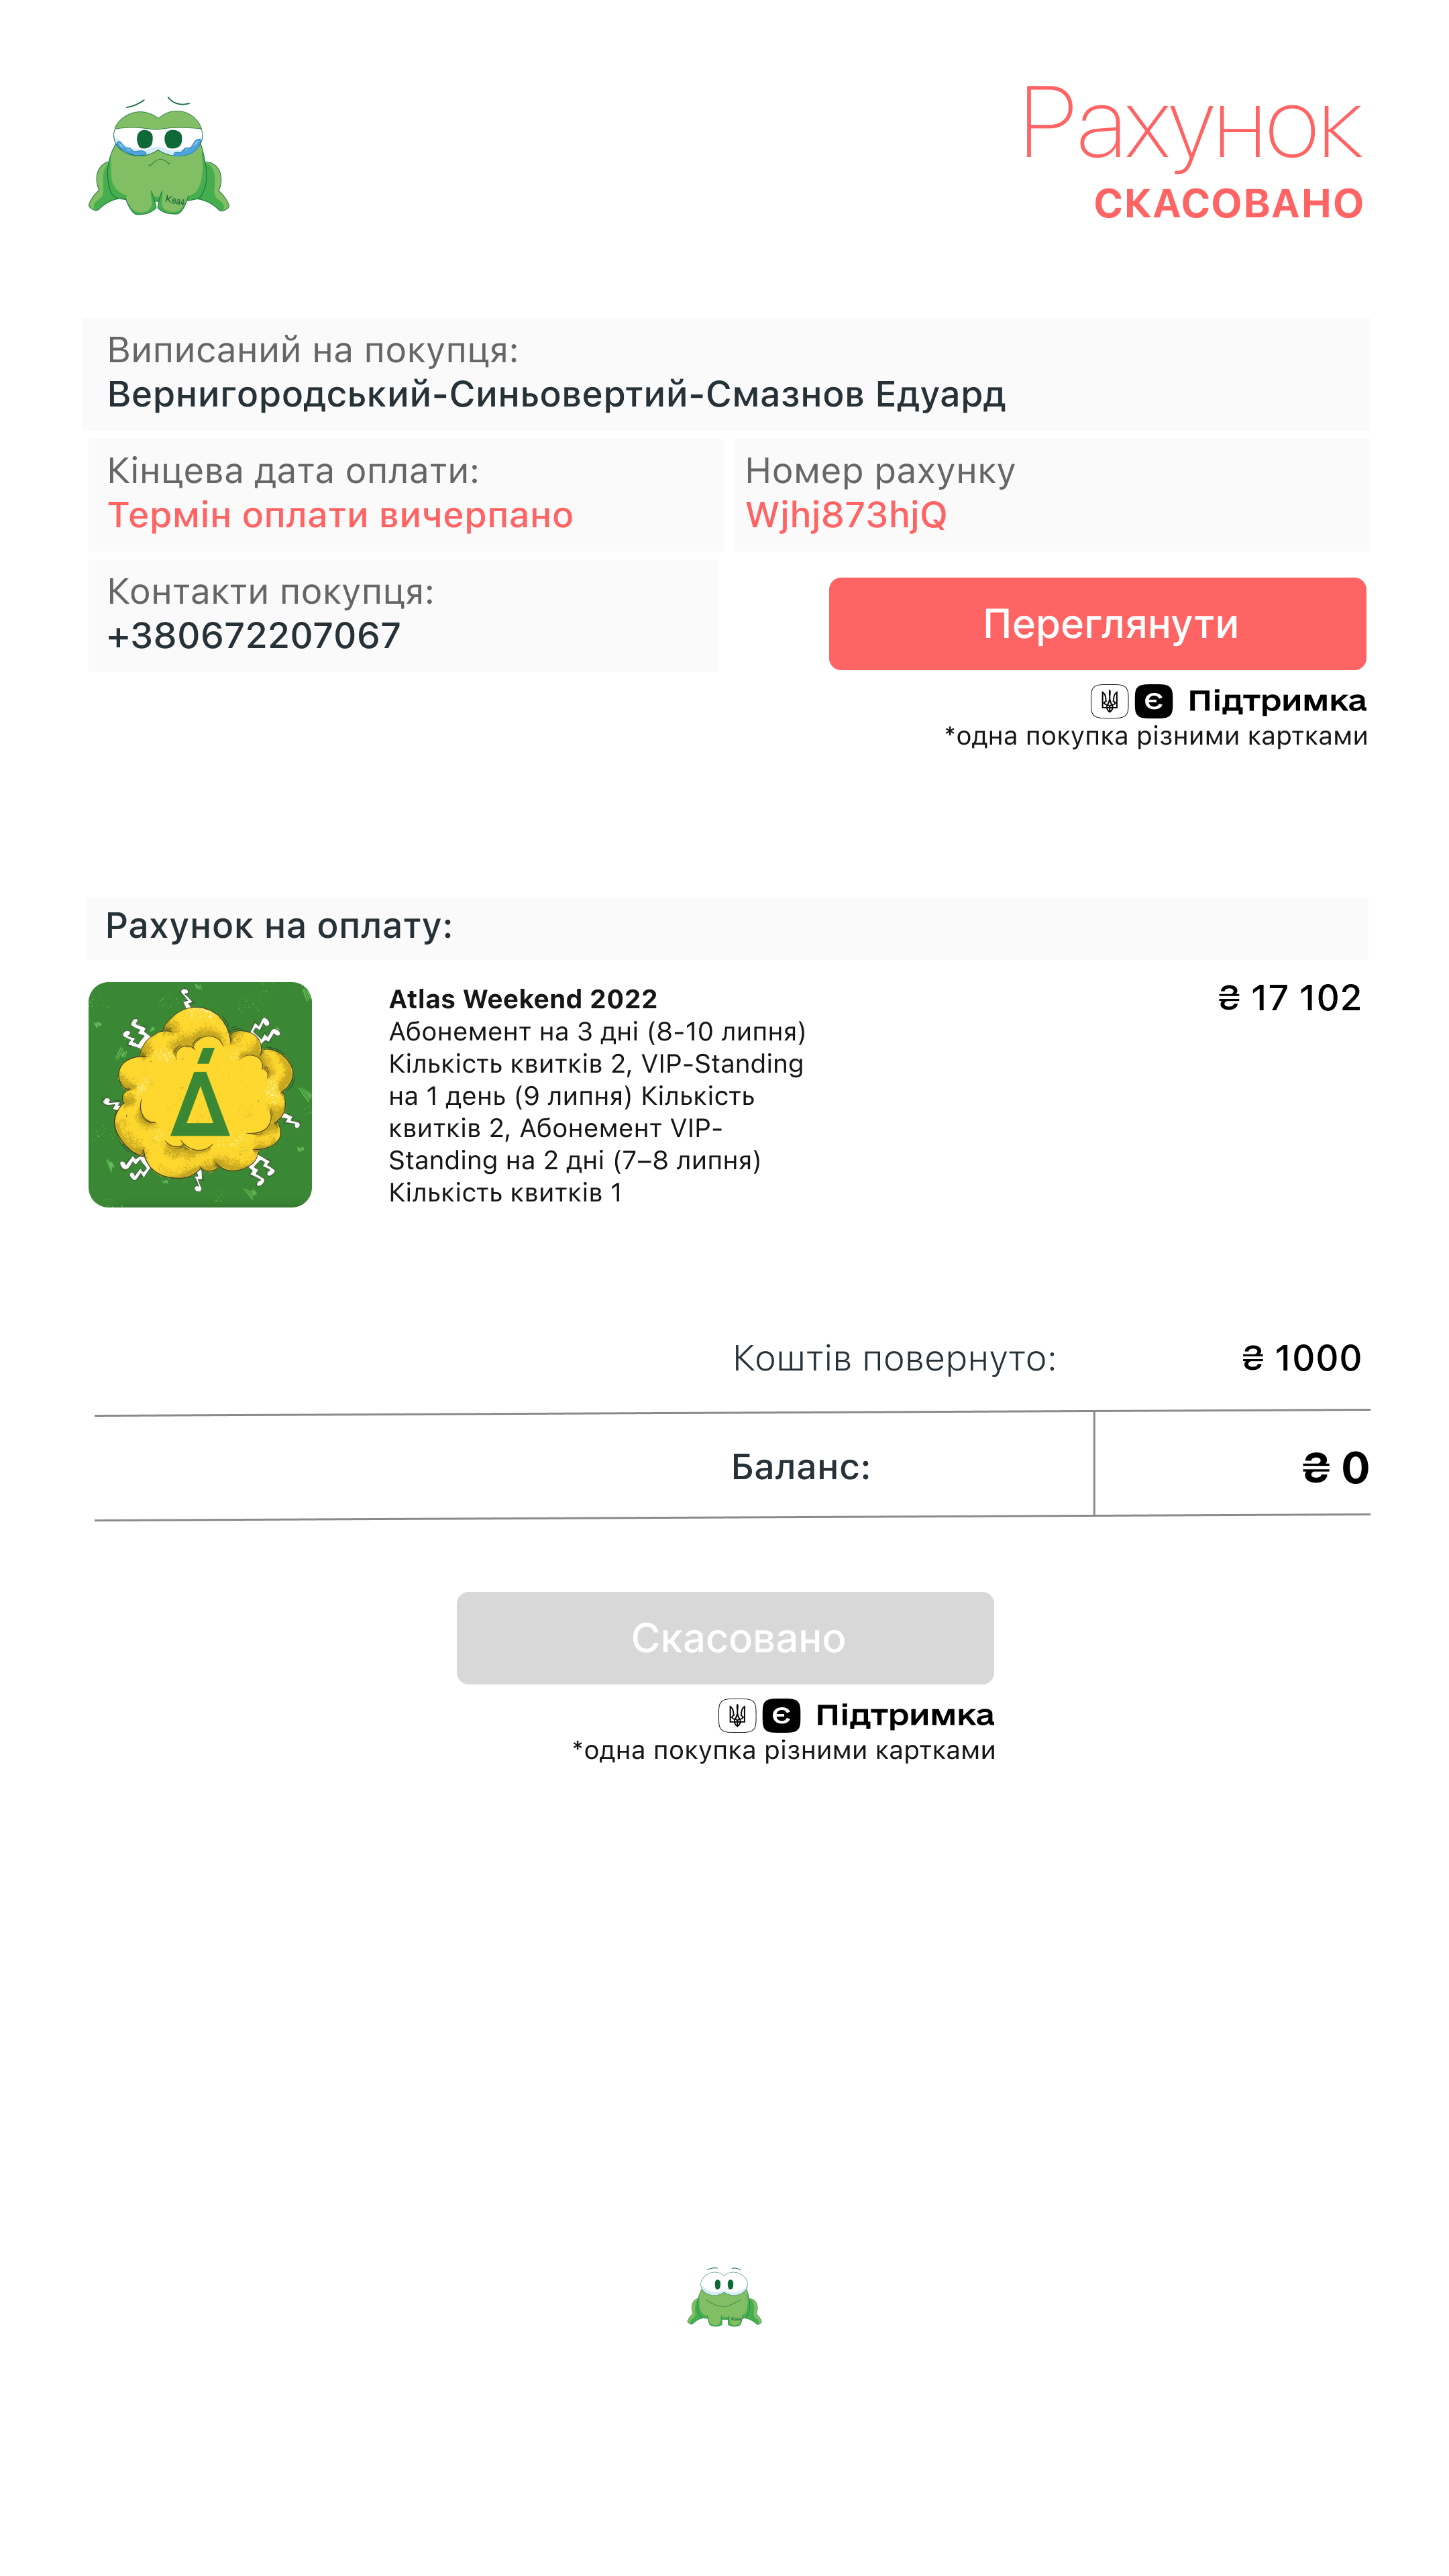 Рахунок
СКАСОВАНО
Виписаний на покупця:
Вернигородський-Синьовертий-Смазнов Едуард
Кінцева дата оплати:
Термін оплати вичерпано
Номер рахунку
Wjhj873hjQ
Контакти покупця:
+380672207067
Переглянути
є Підтримка
*одна покупка різними картками
Рахунок на оплату:
Atlas Weekend 2022
₴ 17 102
Абонемент на 3 дні (8-10 липня)
Кількість квитків 2, VIP-Standing
на 1 день (9 липня) Кількість
квитків 2, Абонемент VIP-
Standing на 2 дні (7–8 липня)
Кількість квитків 1
Коштів повернуто: ₴ 1000
Баланс: ₴ 0
Скасовано
є Підтримка
*одна покупка різними картками